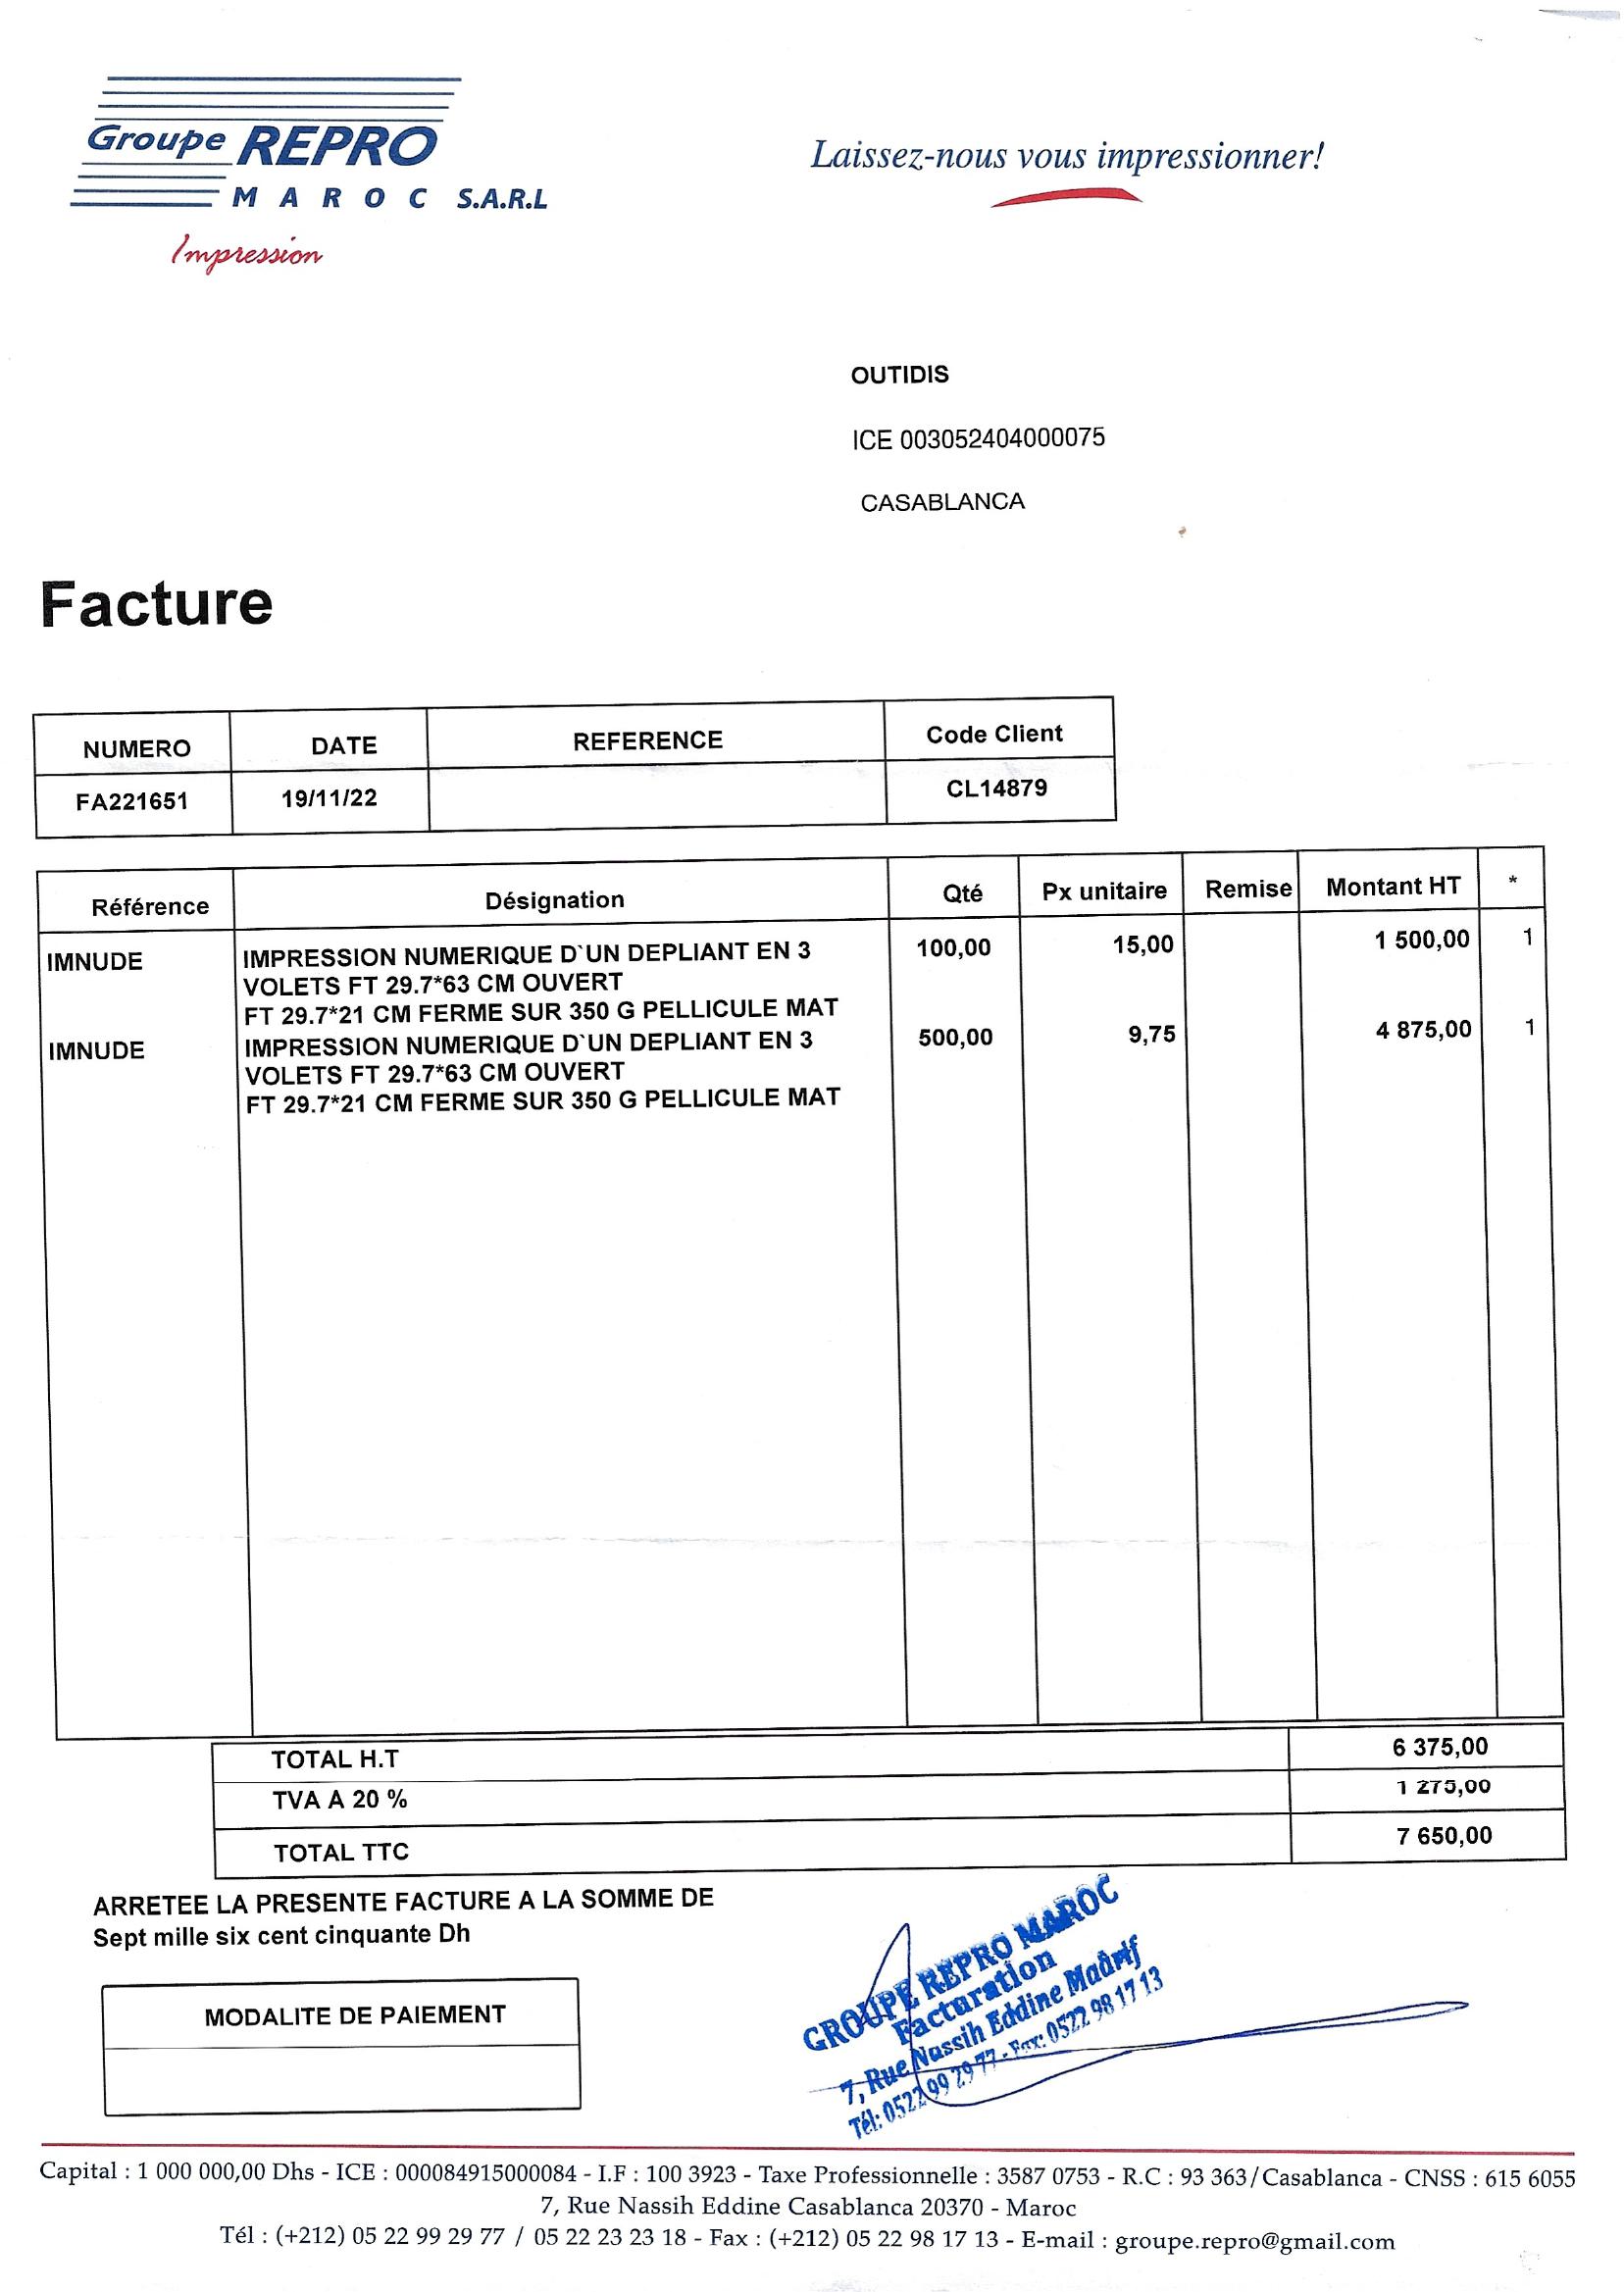 Groupe REPRO
MAROC S.A.R.L
Impression
Laissez-nous vous impressionner!
OUTIDIS
ICE 003052404000075
CASABLANCA
Facture
NUMERO DATE REFERENCE Code Client
FA221651 19/11/22 CL14879
Référence Désignation Qté Px unitaire Remise Montant HT *
IMNUDE IMPRESSION NUMERIQUE D`UN DEPLIANT EN 3 100,00 15,00 1 500,00 1
VOLETS FT 29.7*63 CM OUVERT
FT 29.7*21 CM FERME SUR 350 G PELLICULE MAT
IMNUDE IMPRESSION NUMERIQUE D`UN DEPLIANT EN 3 500,00 9,75 4 875,00 1
VOLETS FT 29.7*63 CM OUVERT
FT 29.7*21 CM FERME SUR 350 G PELLICULE MAT
TOTAL H.T 6 375,00
TVA A 20 % 1 275,00
TOTAL TTC 7 650,00
ARRETEE LA PRESENTE FACTURE A LA SOMME DE
Sept mille six cent cinquante Dh
MODALITE DE PAIEMENT
GROUPE REPRO MAROC
Facturation
7, Rue Nassih Eddine Maârif
Tél: 0522 99 29 77 - Fax: 0522 98 17 13
Capital : 1 000 000,00 Dhs - ICE : 000084915000084 - I.F : 100 3923 - Taxe Professionnelle : 3587 0753 - R.C : 93 363/Casablanca - CNSS : 615 6055
7, Rue Nassih Eddine Casablanca 20370 - Maroc
Tél : (+212) 05 22 99 29 77 / 05 22 23 23 18 - Fax : (+212) 05 22 98 17 13 - E-mail : groupe.repro@gmail.com